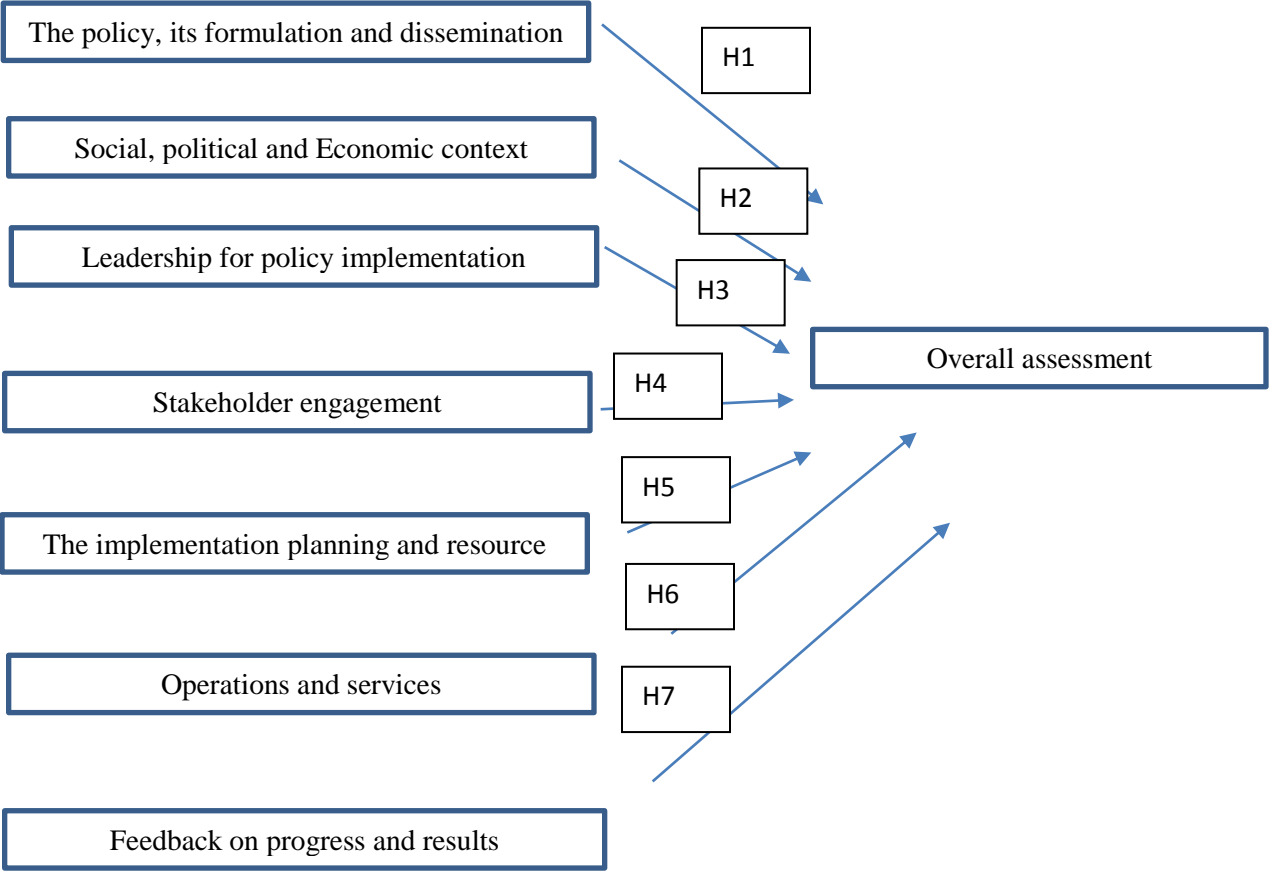 The policy, its formulation and dissemination
H1
Social, political and Economic context
H2
Leadership for policy implementation
H3
Overall assessment
Stakeholder engagement
H4
H5
The implementation planning and resource
H6
Operations and services
H7
Feedback on progress and results